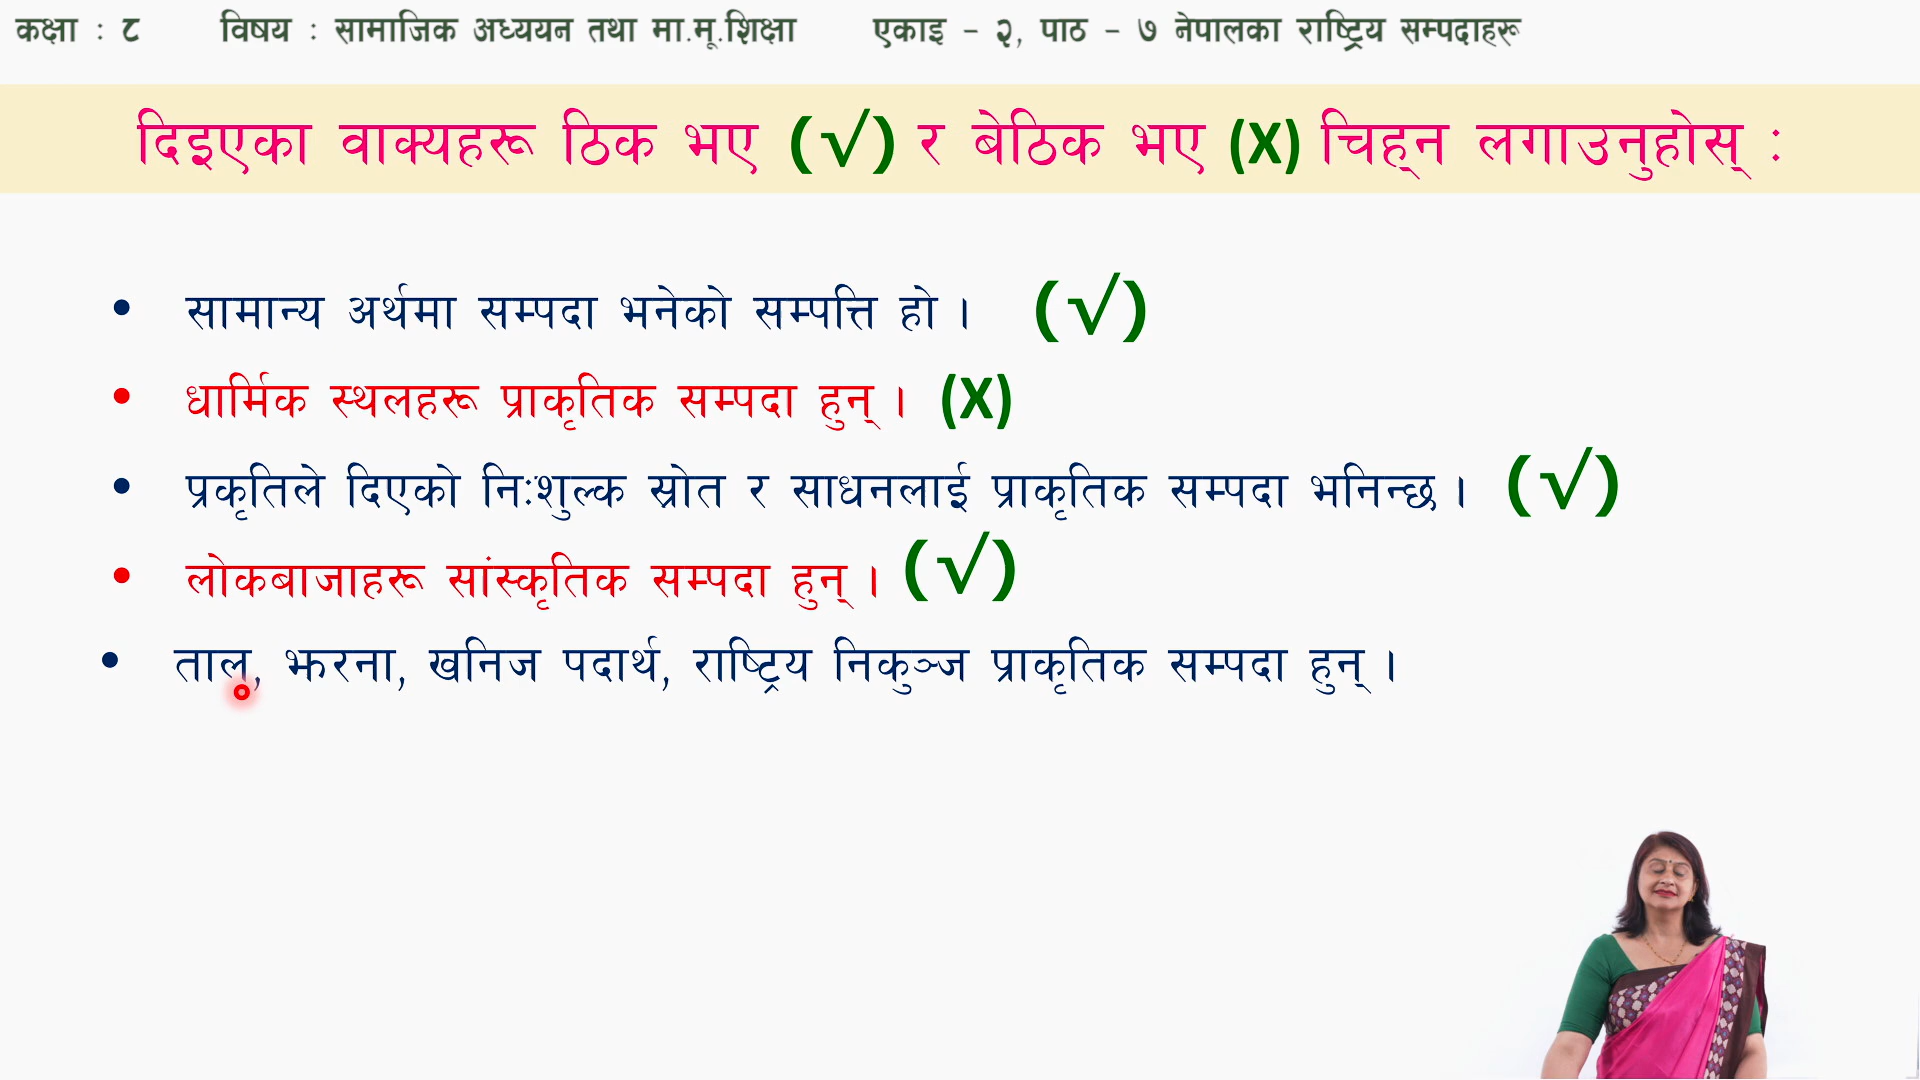 कक्षा : ८ विषय : सामाजिक अध्ययन तथा मा.मू.शिक्षा एकाइ - २, पाठ - ७ नेपालका राष्ट्रिय सम्पदाहरू
दिइएका वाक्यहरू ठिक भए (√) र बेठिक भए (X) चिह्न लगाउनुहोस् :
• सामान्य अर्थमा सम्पदा भनेको सम्पत्ति हो । (√)
• धार्मिक स्थलहरू प्राकृतिक सम्पदा हुन् । (X)
• प्रकृतिले दिएको निःशुल्क स्रोत र साधनलाई प्राकृतिक सम्पदा भनिन्छ । (√)
• लोकबाजाहरू सांस्कृतिक सम्पदा हुन् । (√)
• ताल, झरना, खनिज पदार्थ, राष्ट्रिय निकुञ्ज प्राकृतिक सम्पदा हुन् ।